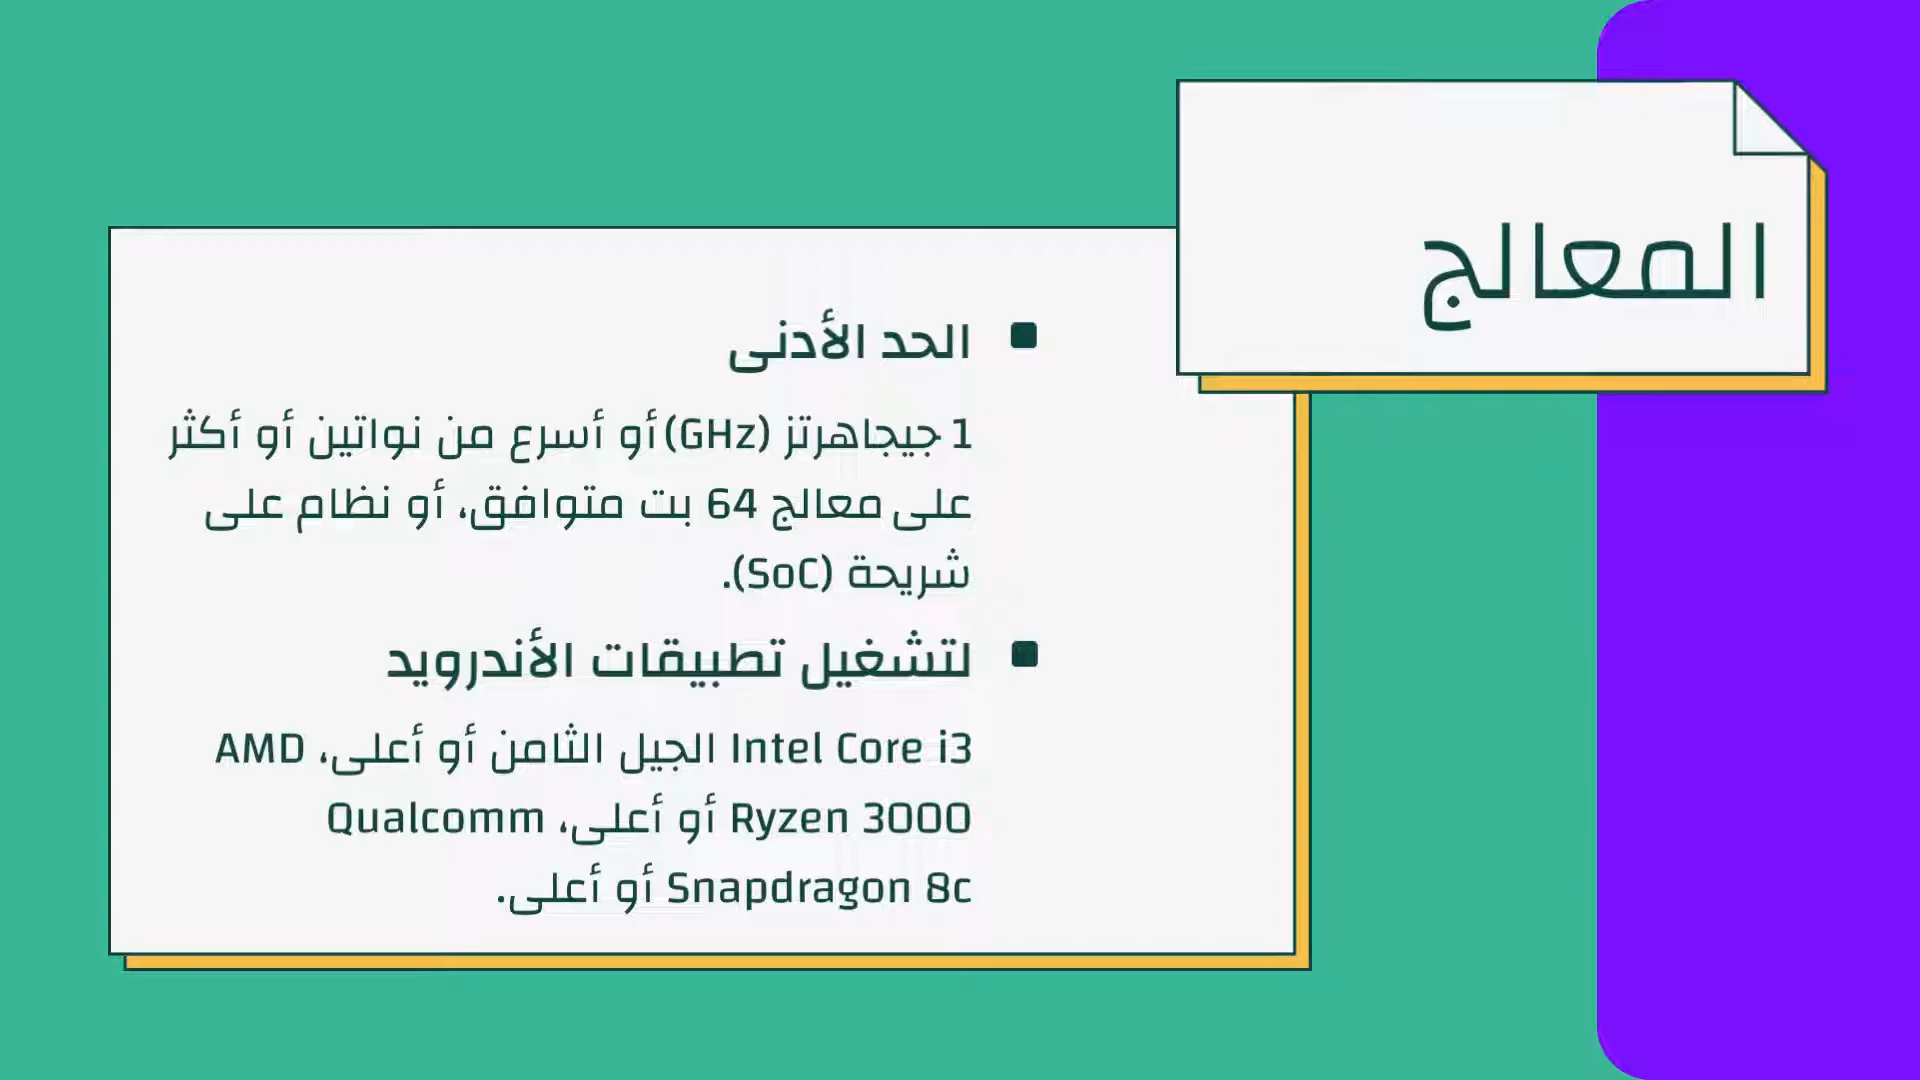 المعالج
الحد الأدنى
1 جيجاهرتز (GHz) أو أسرع من نواتين أو أكثر
على معالج 64 بت متوافق، أو نظام على
شريحة (SoC).
لتشغيل تطبيقات الأندرويد
Intel Core i3 الجيل الثامن أو أعلى، AMD
Ryzen 3000 أو أعلى، Qualcomm
Snapdragon 8c أو أعلى.